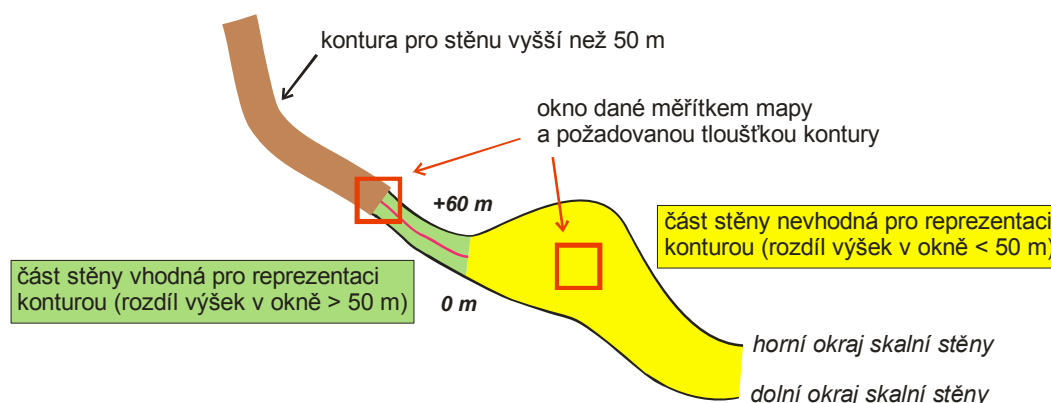 kontura pro stěnu vyšší než 50 m
okno dané měřítkem mapy
a požadovanou tloušťkou kontury
+60 m
část stěny nevhodná pro reprezentaci
konturou (rozdíl výšek v okně < 50 m)
část stěny vhodná pro reprezentaci
konturou (rozdíl výšek v okně > 50 m)
0 m
horní okraj skalní stěny
dolní okraj skalní stěny